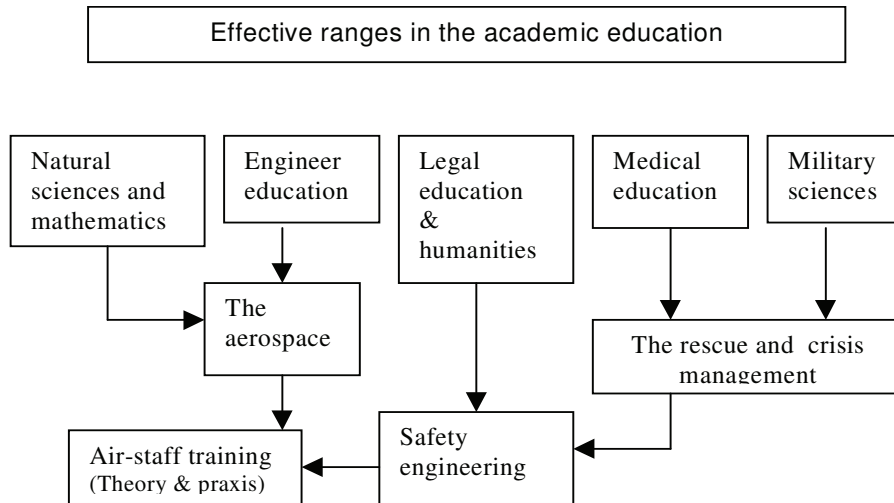 Effective ranges in the academic education
Natural
sciences and
mathematics
Engineer
education
Legal
education
&
humanities
Medical
education
Military
sciences
The
aerospace
The rescue and crisis
management
Air-staff training
(Theory & praxis)
Safety
engineering